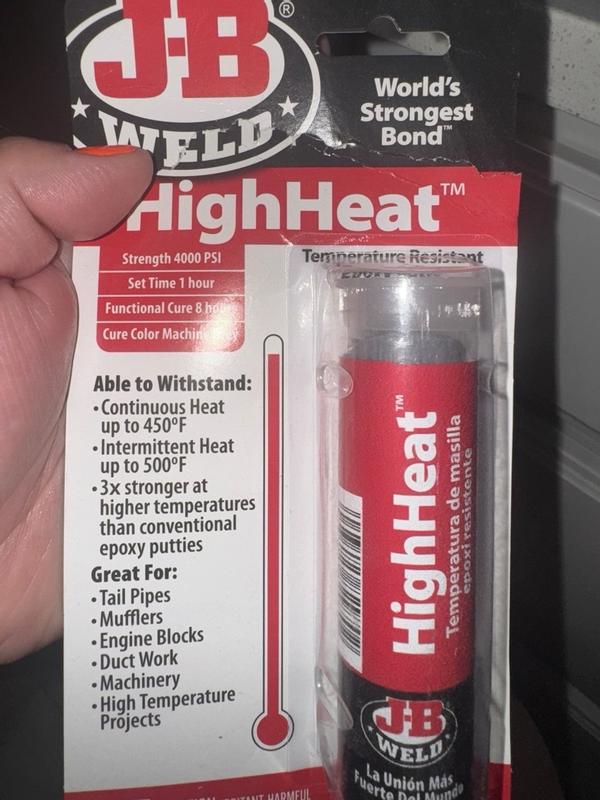 J-B®
WELD
World's
Strongest
Bond™
HighHeat™
Strength 4000 PSI
Set Time 1 hour
Functional Cure 8
Cure Color
Temperature Resistant
Able to Withstand:
•Continuous Heat
up to 450ºF
•Intermittent Heat
up to 500ºF
•3x stronger at
higher temperatures
than conventional
epoxy putties
Great For:
•Tail Pipes
•Mufflers
•Engine Blocks
•Duct Work
•Machinery
•High Temperature
Projects
HighHeat™
Temperatura de masilla
epoxi resistente
J-B
WELD
La Unión Más
Fuerte Del Mundo
HARMFUL